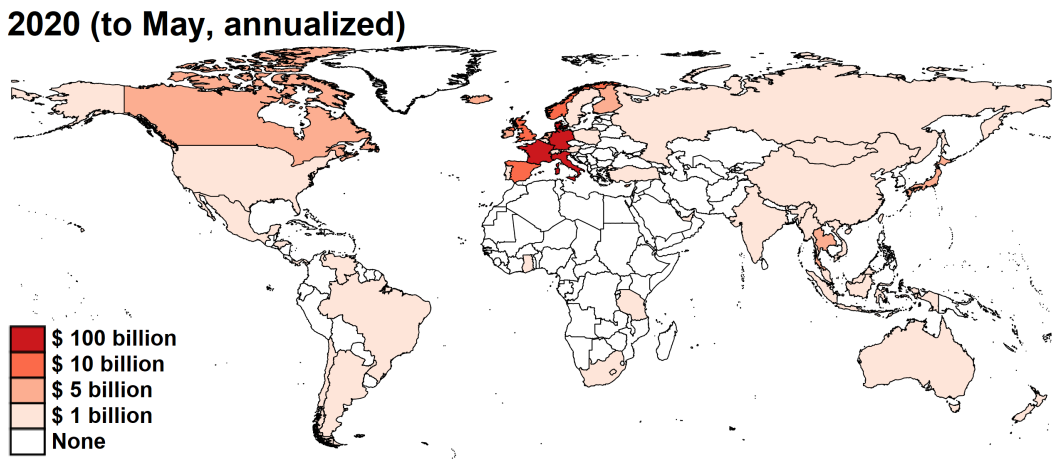 2020 (to May, annualized)
$ 100 billion
$ 10 billion
$ 5 billion
$ 1 billion
None